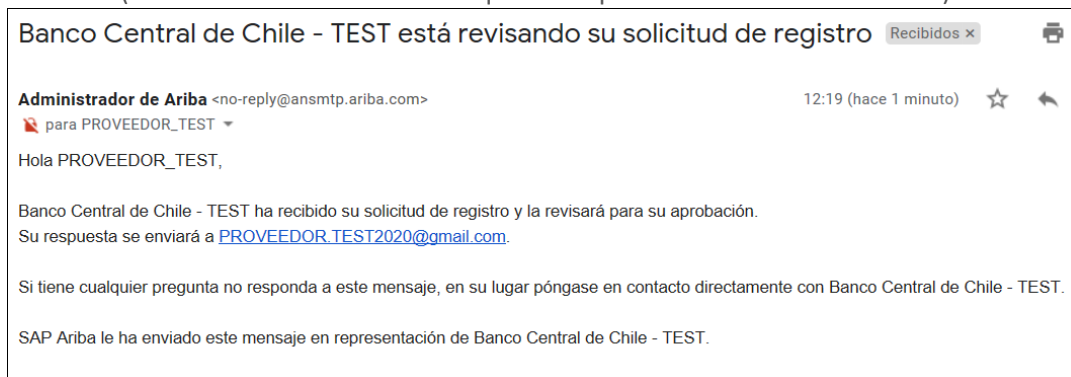 Banco Central de Chile - TEST está revisando su solicitud de registro Recibidos ×
Administrador de Ariba <no-reply@ansmtp.ariba.com> 12:19 (hace 1 minuto)
para PROVEEDOR_TEST
Hola PROVEEDOR_TEST,
Banco Central de Chile - TEST ha recibido su solicitud de registro y la revisará para su aprobación.
Su respuesta se enviará a PROVEEDOR.TEST2020@gmail.com.
Si tiene cualquier pregunta no responda a este mensaje, en su lugar póngase en contacto directamente con Banco Central de Chile - TEST.
SAP Ariba le ha enviado este mensaje en representación de Banco Central de Chile - TEST.